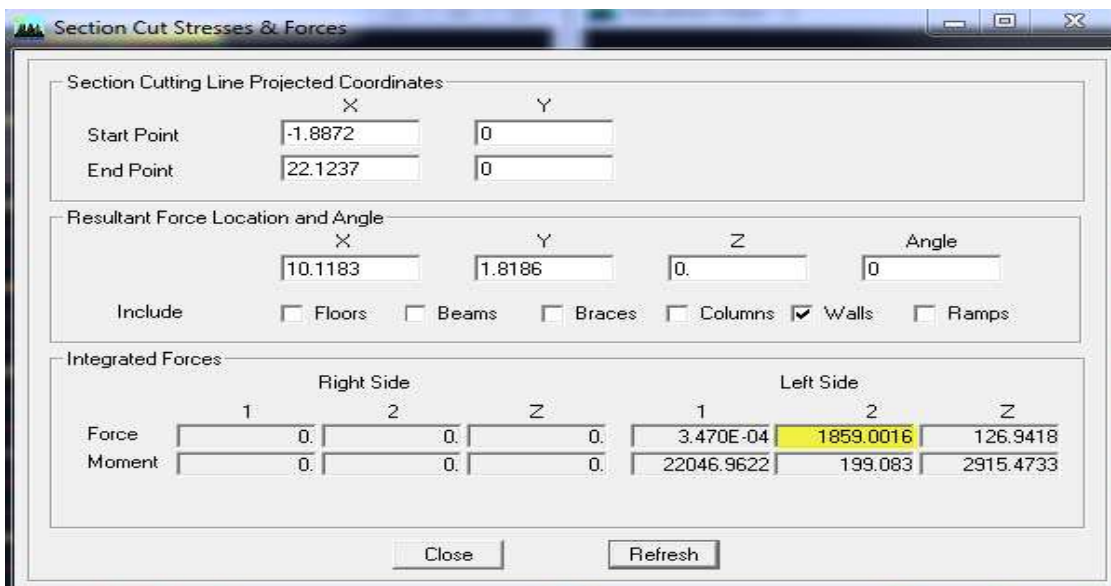 Section Cut Stresses & Forces
Section Cutting Line Projected Coordinates
X Y
Start Point -1.8872 0
End Point 22.1237 0
Resultant Force Location and Angle
X Y Z Angle
10.1183 1.8186 0. 0
Include Floors Beams Braces Columns Walls Ramps
Integrated Forces
Right Side Left Side
1 2 Z 1 2 Z
Force 0. 0. 0. 3.470E-04 1859.0016 126.9418
Moment 0. 0. 0. 22046.9622 199.083 2915.4733
Close Refresh